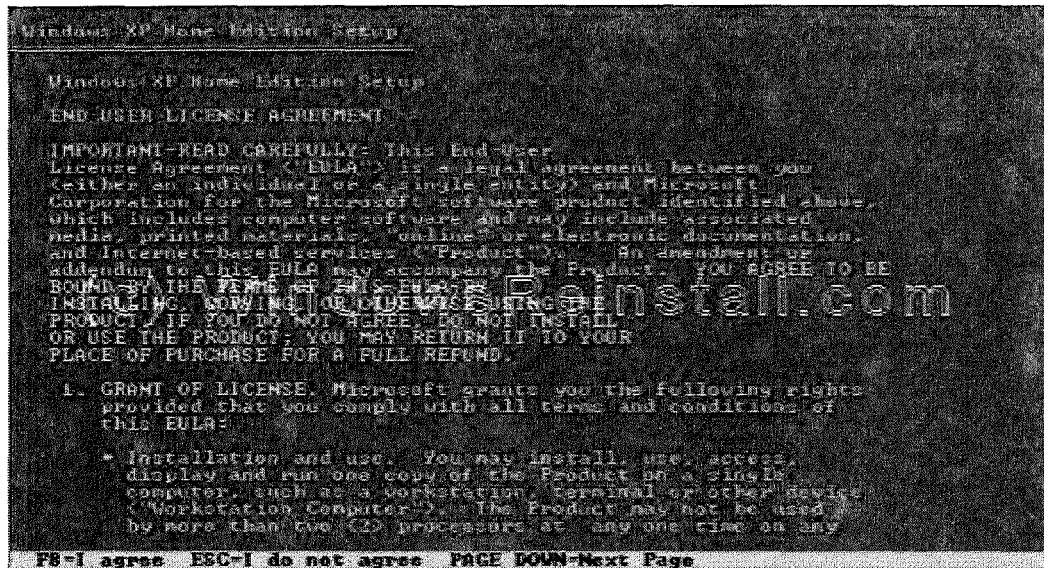 Windows XP Home Edition Setup
Windows XP Home Edition Setup
END-USER LICENSE AGREEMENT
IMPORTANT-READ CAREFULLY: This End-User
License Agreement ("EULA") is a legal agreement between you
(either an individual or a single entity) and Microsoft
Corporation for the Microsoft software product identified above,
which includes computer software and may include associated
media, printed materials, "online" or electronic documentation,
and Internet-based services ("Product"). An amendment or
addendum to this EULA may accompany the Product. YOU AGREE TO BE
BOUND BY THE TERMS OF THIS EULA BY
INSTALLING, COPYING, OR OTHERWISE USING THE
PRODUCT. IF YOU DO NOT AGREE, DO NOT INSTALL
OR USE THE PRODUCT; YOU MAY RETURN IT TO YOUR
PLACE OF PURCHASE FOR A FULL REFUND.
1. GRANT OF LICENSE. Microsoft grants you the following rights
provided that you comply with all terms and conditions of
this EULA:
* Installation and use. You may install, use, access,
display and run one copy of the Product on a single
computer, such as a workstation, terminal or other device
("Workstation Computer"). The Product may not be used
by more than two (2) processors at any one time on any
F8=I agree ESC=I do not agree PAGE DOWN=Next Page